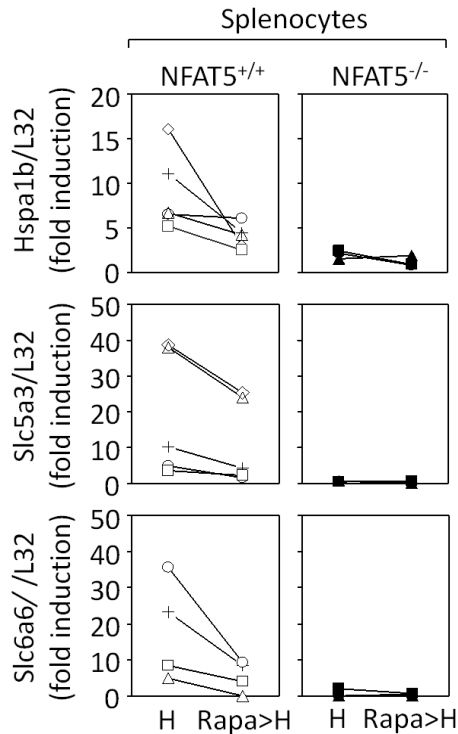 Splenocytes
NFAT5+/+ NFAT5-/-
Hspa1b/L32
(fold induction)
20
15
10
5
0
Slc5a3/L32
(fold induction)
50
40
30
20
10
0
Slc6a6/ /L32
(fold induction)
50
40
30
20
10
0
H Rapa>H H Rapa>H